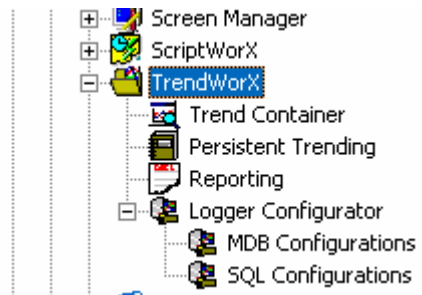 Screen Manager
ScriptWorX
TrendWorX
Trend Container
Persistent Trending
Reporting
Logger Configurator
MDB Configurations
SQL Configurations